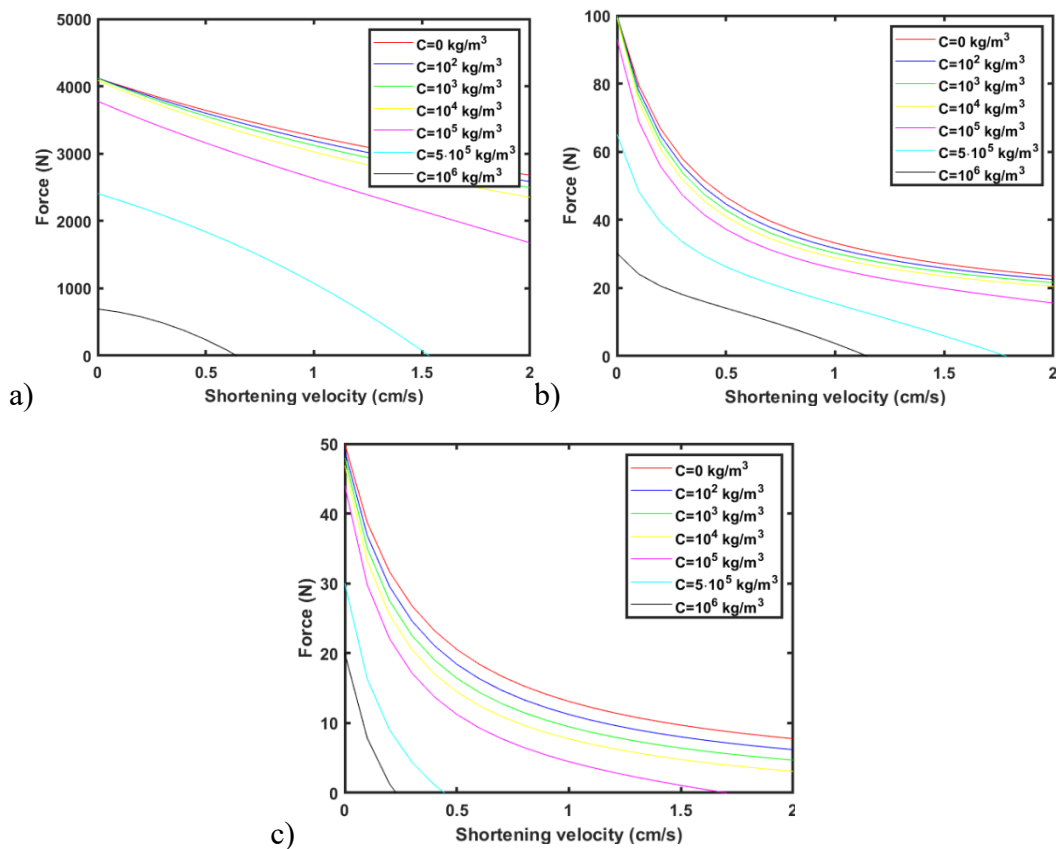 5000
4000
3000
2000
1000
0
Force (N)
0 0.5 1 1.5 2
Shortening velocity (cm/s)
C=0 kg/m³
C=10² kg/m³
C=10³ kg/m³
C=10⁴ kg/m³
C=10⁵ kg/m³
C=5·10⁵ kg/m³
C=10⁶ kg/m³
a)
100
80
60
40
20
0
Force (N)
0 0.5 1 1.5 2
Shortening velocity (cm/s)
C=0 kg/m³
C=10² kg/m³
C=10³ kg/m³
C=10⁴ kg/m³
C=10⁵ kg/m³
C=5·10⁵ kg/m³
C=10⁶ kg/m³
b)
50
40
30
20
10
0
Force (N)
0 0.5 1 1.5 2
Shortening velocity (cm/s)
C=0 kg/m³
C=10² kg/m³
C=10³ kg/m³
C=10⁴ kg/m³
C=10⁵ kg/m³
C=5·10⁵ kg/m³
C=10⁶ kg/m³
c)